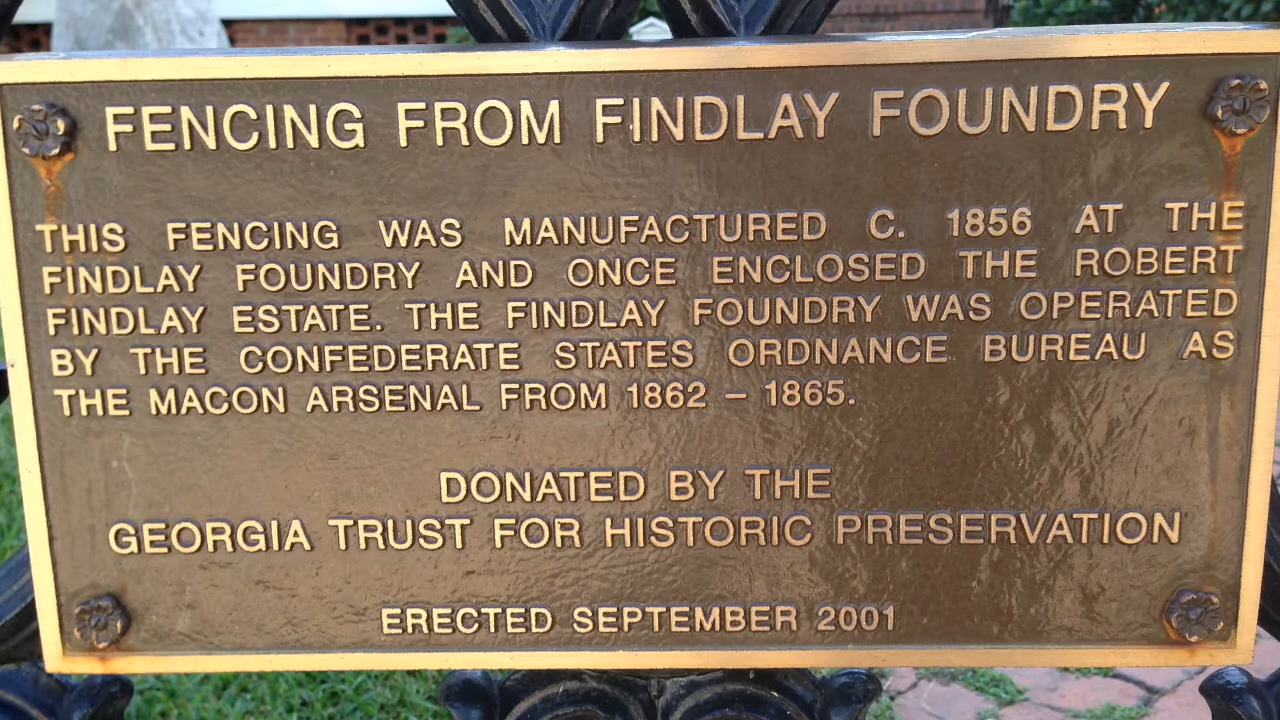 FENCING FROM FINDLAY FOUNDRY
THIS FENCING WAS MANUFACTURED C. 1856 AT THE
FINDLAY FOUNDRY AND ONCE ENCLOSED THE ROBERT
FINDLAY ESTATE. THE FINDLAY FOUNDRY WAS OPERATED
BY THE CONFEDERATE STATES ORDNANCE BUREAU AS
THE MACON ARSENAL FROM 1862 – 1865.
DONATED BY THE
GEORGIA TRUST FOR HISTORIC PRESERVATION
ERECTED SEPTEMBER 2001